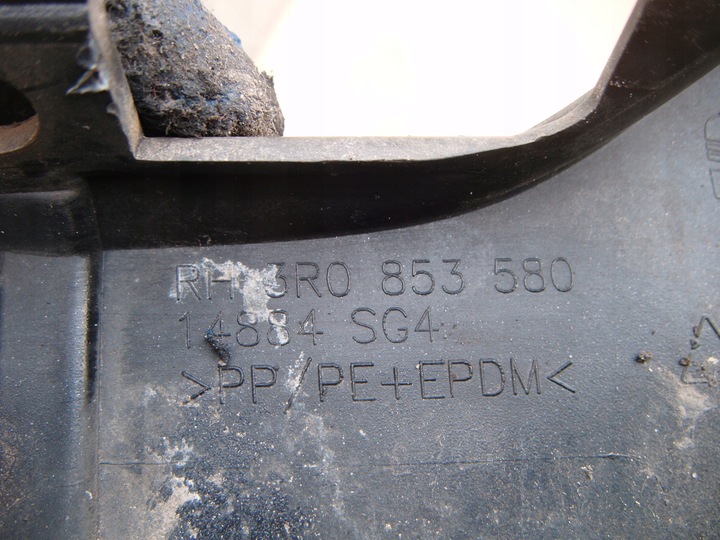 RH 3R0 853 580
14884 SG4
>PP/PE+EPDM<